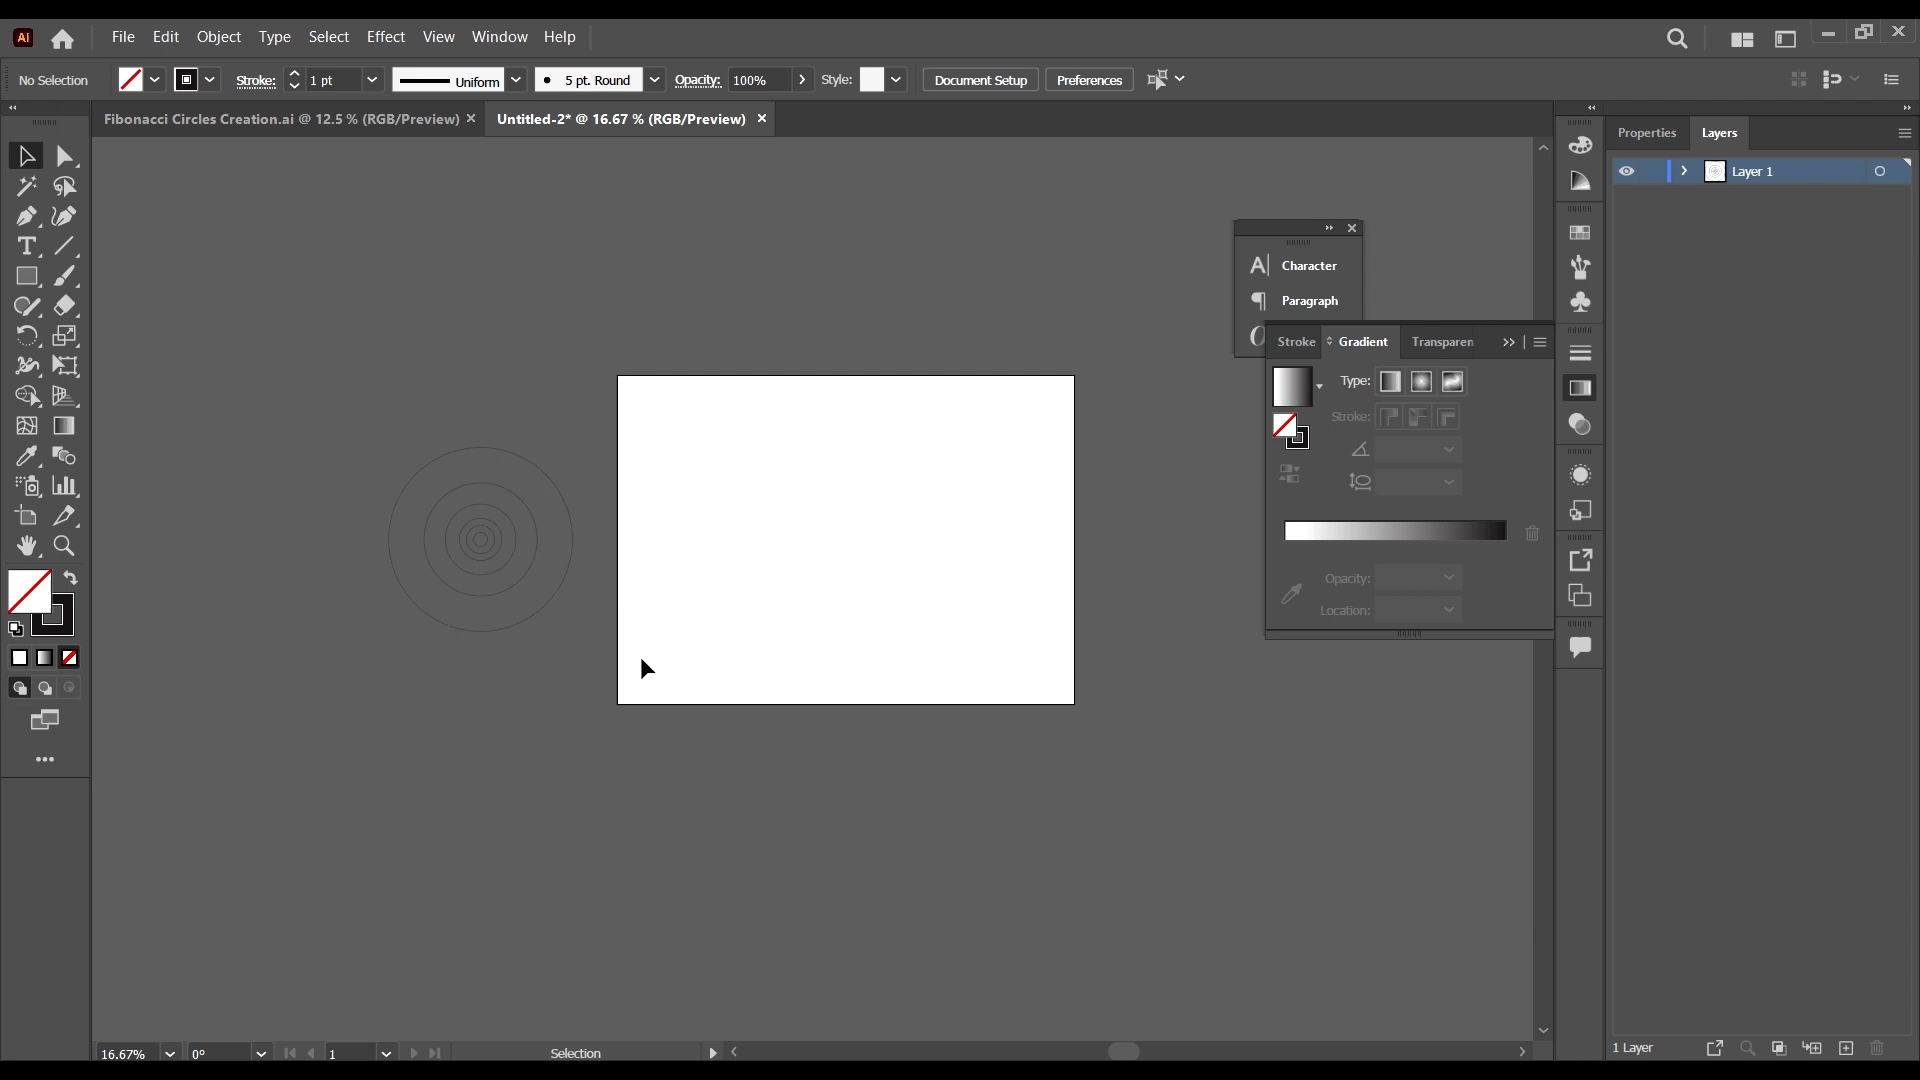 Ai File Edit Object Type Select Effect View Window Help
No Selection Stroke: 1 pt Uniform 5 pt. Round Opacity: 100% Style: Document Setup Preferences
Fibonacci Circles Creation.ai @ 12.5 % (RGB/Preview) Untitled-2* @ 16.67 % (RGB/Preview)
Properties Layers
Layer 1
Character
Paragraph
Stroke Gradient Transparen
Type:
Stroke:
Opacity:
Location:
16.67% 0° 1 Selection
1 Layer